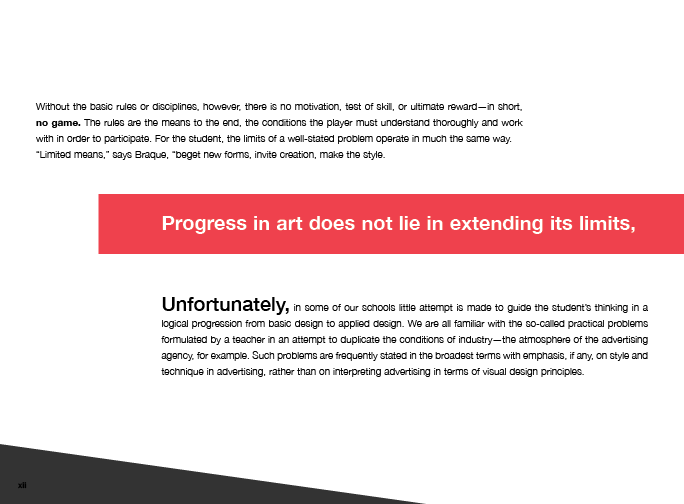 Without the basic rules or disciplines, however, there is no motivation, test of skill, or ultimate reward—in short,
no game. The rules are the means to the end, the conditions the player must understand thoroughly and work
with in order to participate. For the student, the limits of a well-stated problem operate in much the same way.
“Limited means,” says Braque, “beget new forms, invite creation, make the style.
Progress in art does not lie in extending its limits,
Unfortunately, in some of our schools little attempt is made to guide the student’s thinking in a
logical progression from basic design to applied design. We are all familiar with the so-called practical problems
formulated by a teacher in an attempt to duplicate the conditions of industry—the atmosphere of the advertising
agency, for example. Such problems are frequently stated in the broadest terms with emphasis, if any, on style and
technique in advertising, rather than on interpreting advertising in terms of visual design principles.